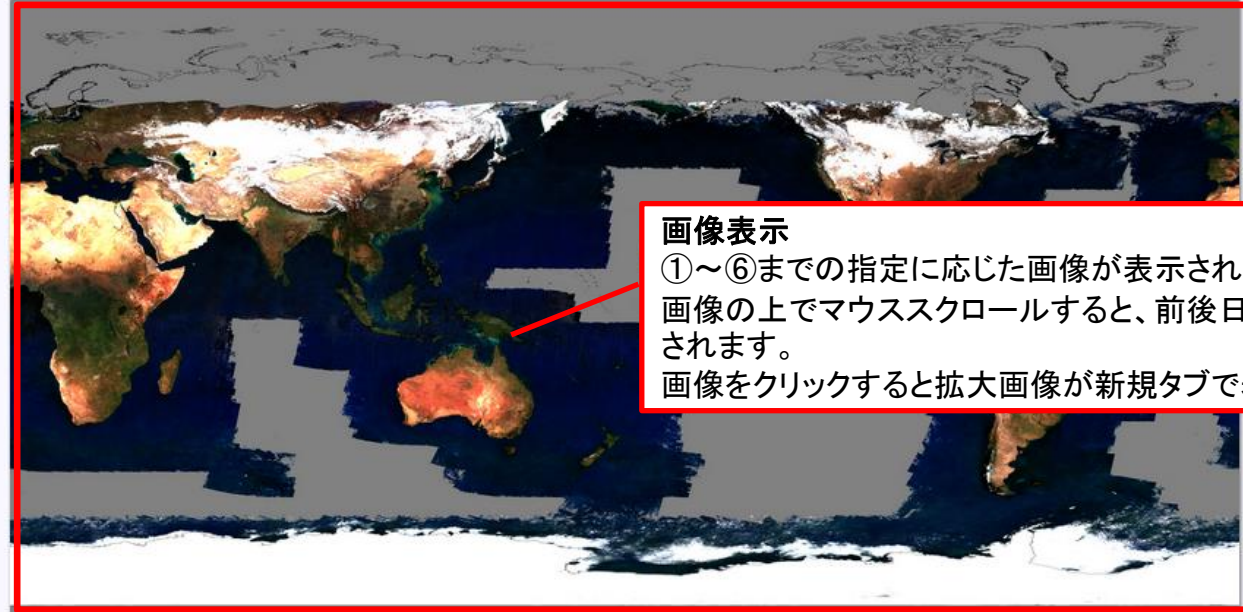 画像表示
①～⑥までの指定に応じた画像が表示され
画像の上でマウススクロールすると、前後日
されます。
画像をクリックすると拡大画像が新規タブで